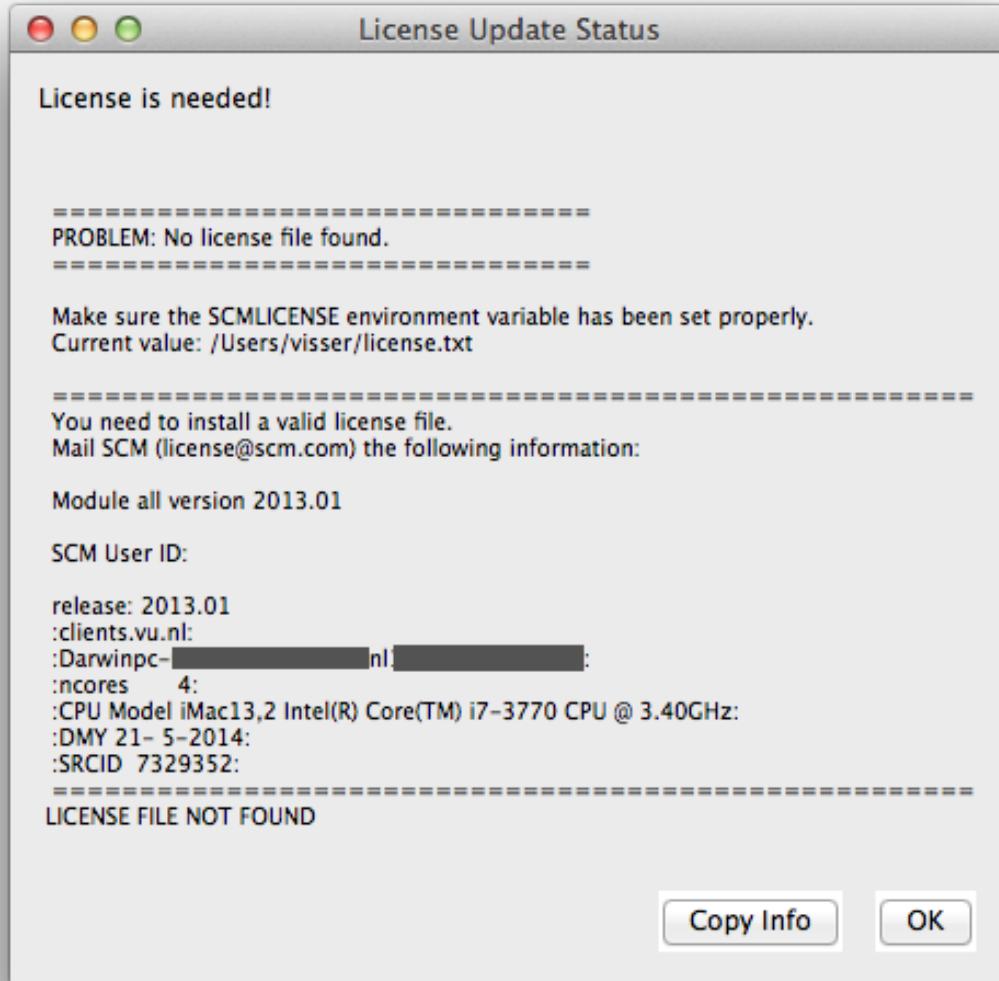 License Update Status
License is needed!
===============================
PROBLEM: No license file found.
===============================
Make sure the SCMLICENSE environment variable has been set properly.
Current value: /Users/visser/license.txt
=====================================================
You need to install a valid license file.
Mail SCM (license@scm.com) the following information:
Module all version 2013.01
SCM User ID:
release: 2013.01
:clients.vu.nl:
:Darwinpc- nl: :
:ncores 4:
:CPU Model iMac13,2 Intel(R) Core(TM) i7-3770 CPU @ 3.40GHz:
:DMY 21- 5-2014:
:SRCID 7329352:
=====================================================
LICENSE FILE NOT FOUND
Copy Info OK